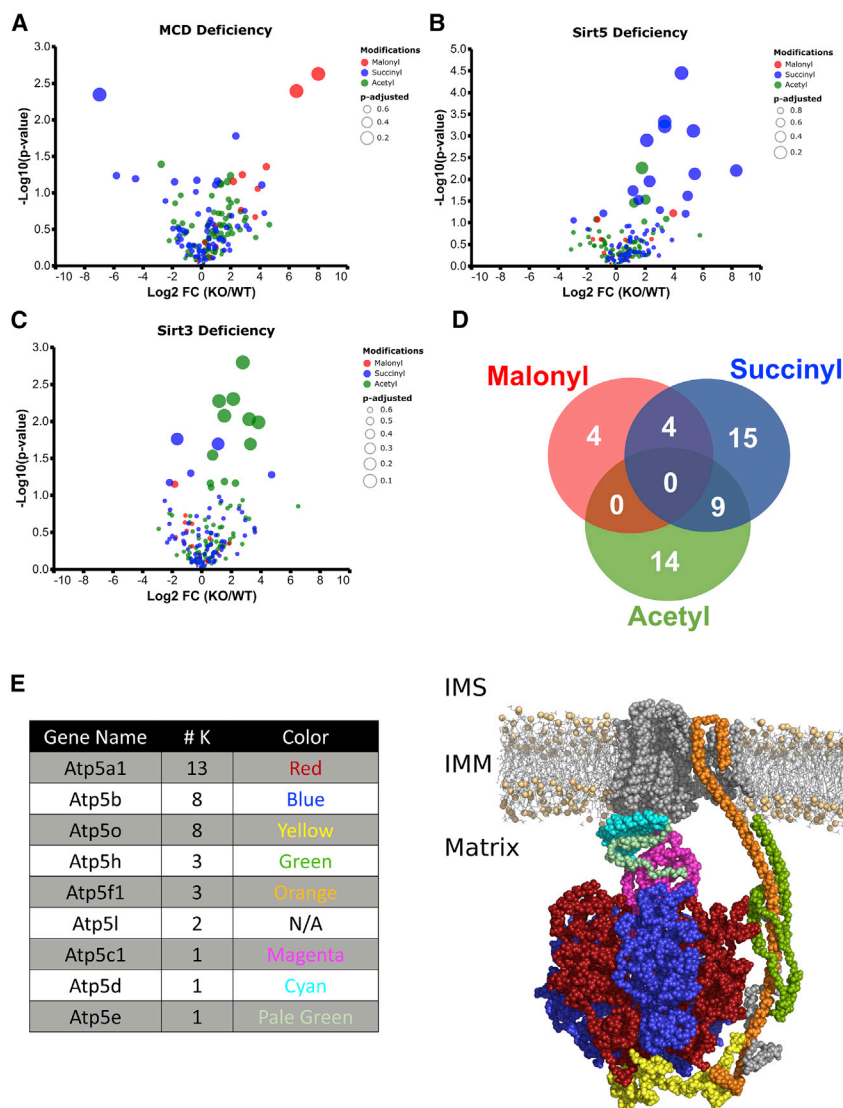 A
MCD Deficiency
-Log10(p-value)
3.0
2.5
2.0
1.5
1.0
0.5
0.0
-10 -8 -6 -4 -2 0 2 4 6 8 10
Log2 FC (KO/WT)
Modifications
Malonyl
Succinyl
Acetyl
p-adjusted
0.6
0.4
0.2
B
Sirt5 Deficiency
-Log10(p-value)
5.0
4.5
4.0
3.5
3.0
2.5
2.0
1.5
1.0
0.5
0.0
-10 -8 -6 -4 -2 0 2 4 6 8 10
Log2 FC (KO/WT)
Modifications
Malonyl
Succinyl
Acetyl
p-adjusted
0.8
0.6
0.4
0.2
C
Sirt3 Deficiency
-Log10(p-value)
3.0
2.5
2.0
1.5
1.0
0.5
0.0
-10 -8 -6 -4 -2 0 2 4 6 8 10
Log2 FC (KO/WT)
Modifications
Malonyl
Succinyl
Acetyl
p-adjusted
0.6
0.5
0.4
0.3
0.2
0.1
D
Malonyl
Succinyl
4 4 15
0
0 9
14
Acetyl
E
Gene Name # K Color
Atp5a1 13 Red
Atp5b 8 Blue
Atp5o 8 Yellow
Atp5h 3 Green
Atp5f1 3 Orange
Atp5l 2 N/A
Atp5c1 1 Magenta
Atp5d 1 Cyan
Atp5e 1 Pale Green
IMS
IMM
Matrix